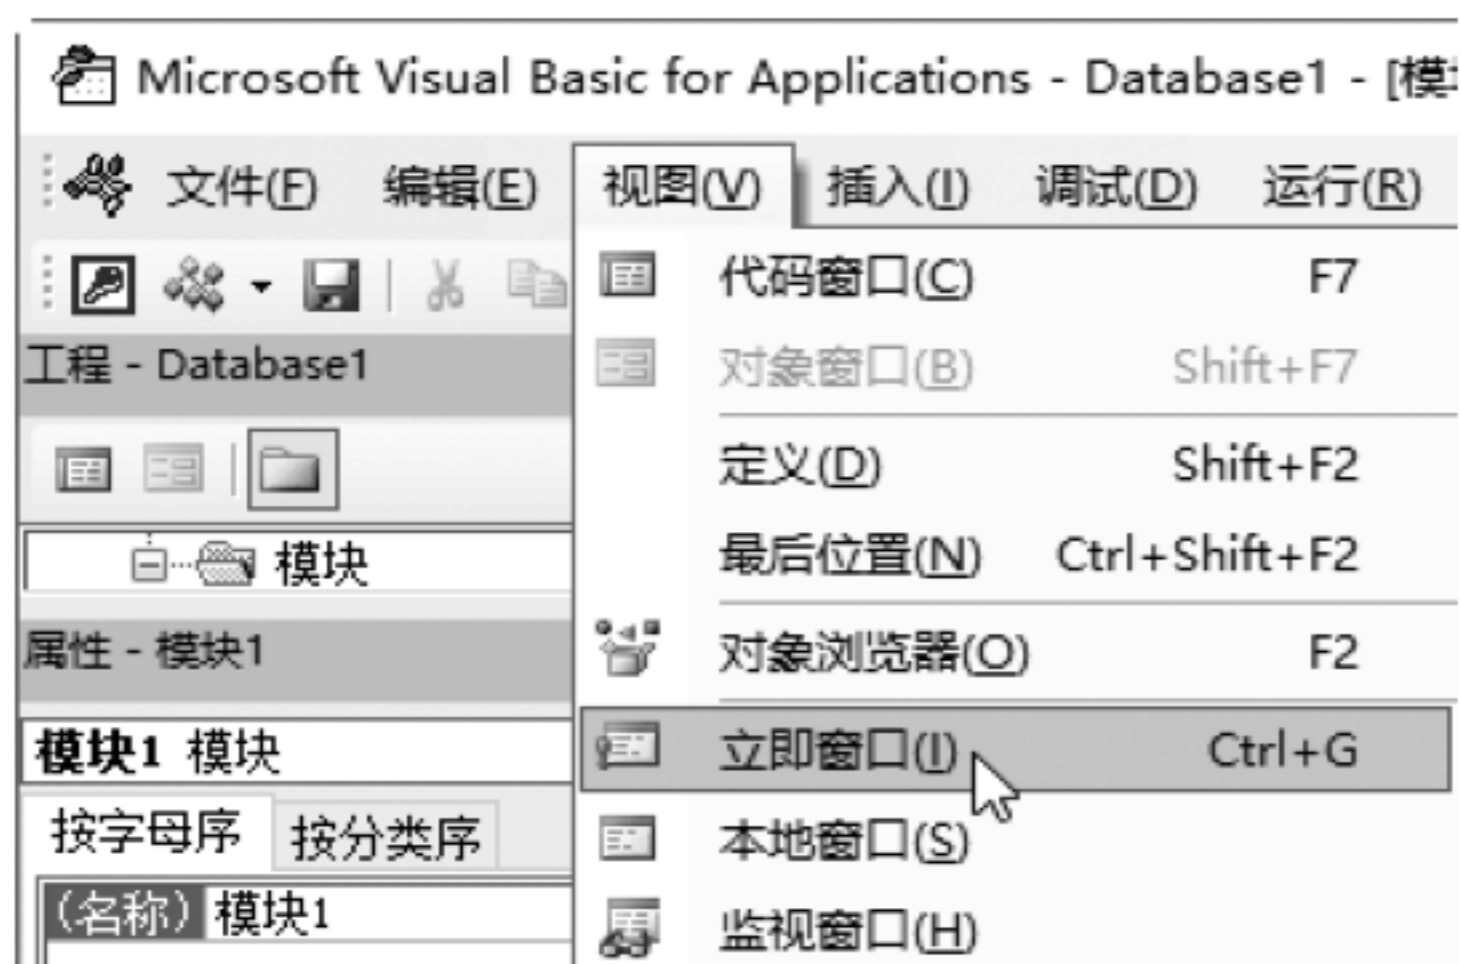 Microsoft Visual Basic for Applications - Database1 - [模
文件(F) 编辑(E) 视图(V) 插入(I) 调试(D) 运行(R)
代码窗口(C) F7
工程 - Database1
对象窗口(B) Shift+F7
定义(D) Shift+F2
模块
最后位置(N) Ctrl+Shift+F2
属性 - 模块1
对象浏览器(O) F2
模块1 模块
立即窗口(I) Ctrl+G
按字母序 按分类序
本地窗口(S)
(名称) 模块1
监视窗口(H)